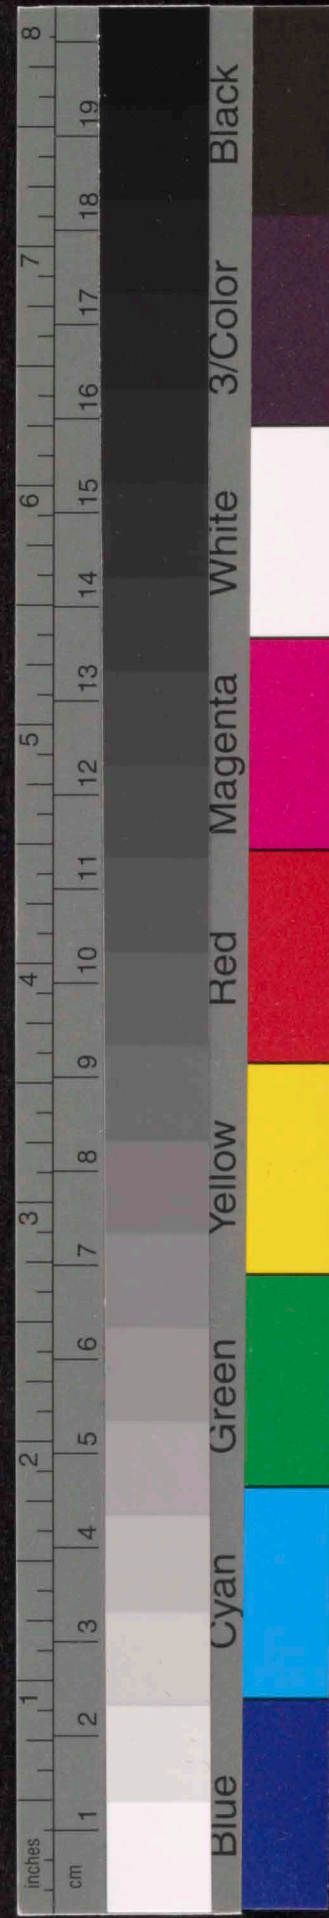 inches 1 2 3 4 5 6 7 8
cm 1 2 3 4 5 6 7 8 9 10 11 12 13 14 15 16 17 18 19
Blue Cyan Green Yellow Red Magenta White 3/Color Black